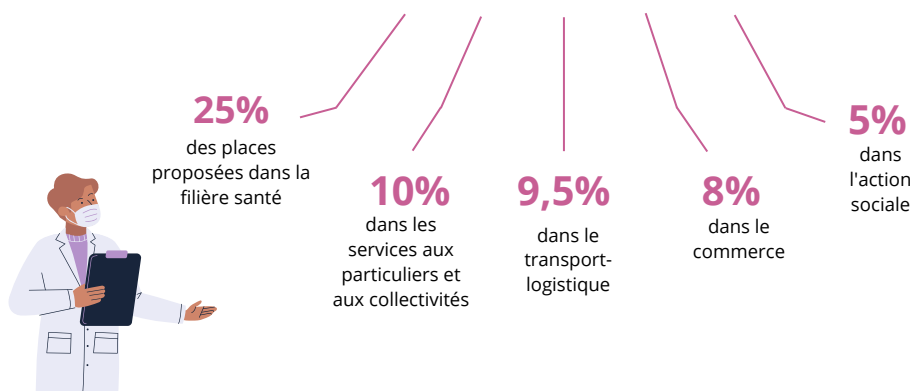 25%
des places
proposées dans la
filière santé
10%
dans les
services aux
particuliers et
aux collectivités
9,5%
dans le
transport-
logistique
8%
dans le
commerce
5%
dans
l'action
sociale